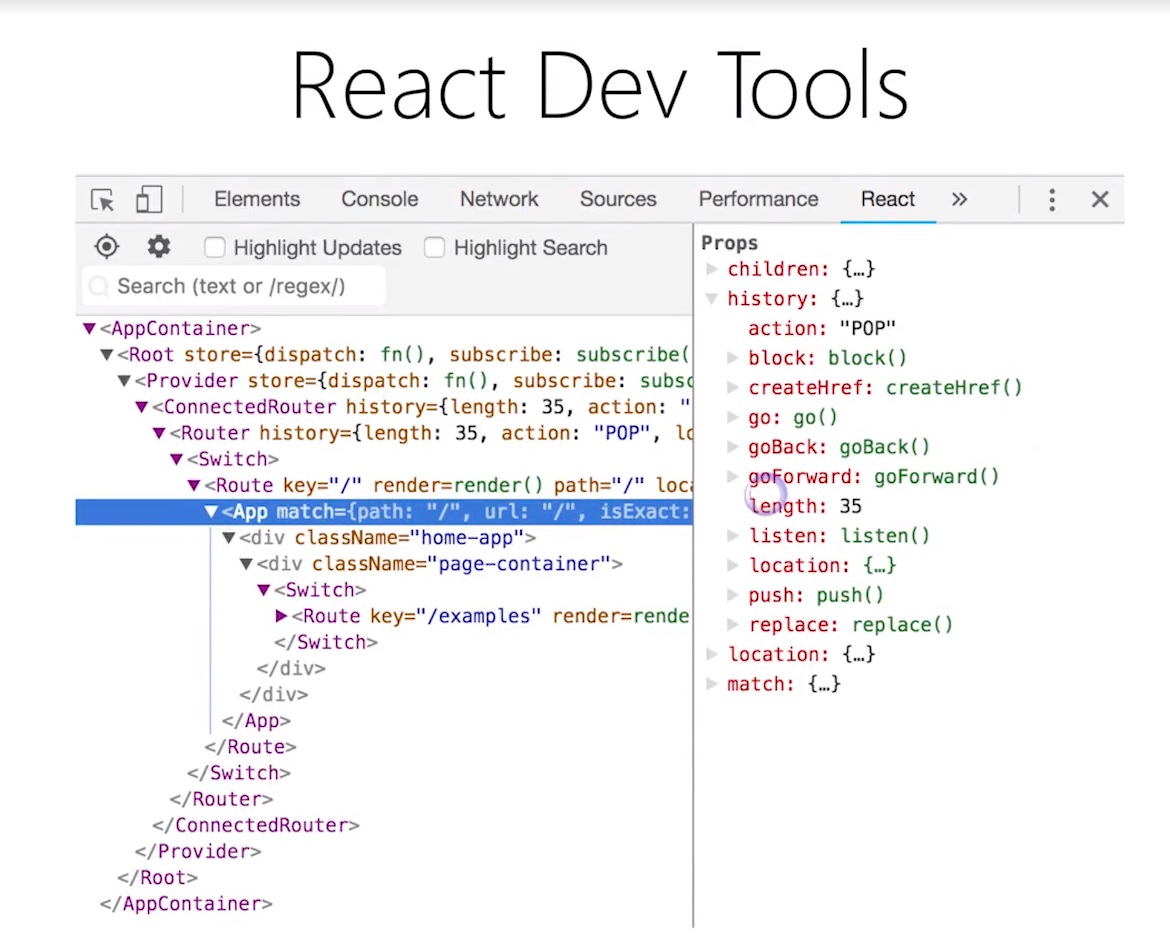 React Dev Tools
Elements Console Network Sources Performance React »
Highlight Updates Highlight Search
Search (text or /regex/)
▼<AppContainer>
▼<Root store={dispatch: fn(), subscribe: subscribe(
▼<Provider store={dispatch: fn(), subscribe: subsc
▼<ConnectedRouter history={length: 35, action: "
▼<Router history={length: 35, action: "POP", lo
▼<Switch>
▼<Route key="/" render=render() path="/" loca
▼<App match={path: "/", url: "/", isExact:
▼<div className="home-app">
▼<div className="page-container">
▼<Switch>
▶<Route key="/examples" render=rende
</Switch>
</div>
</div>
</App>
</Route>
</Switch>
</Router>
</ConnectedRouter>
</Provider>
</Root>
</AppContainer>
Props
▶ children: {…}
▼ history: {…}
action: "POP"
▶ block: block()
▶ createHref: createHref()
▶ go: go()
▶ goBack: goBack()
▶ goForward: goForward()
length: 35
▶ listen: listen()
▶ location: {…}
▶ push: push()
▶ replace: replace()
▶ location: {…}
▶ match: {…}